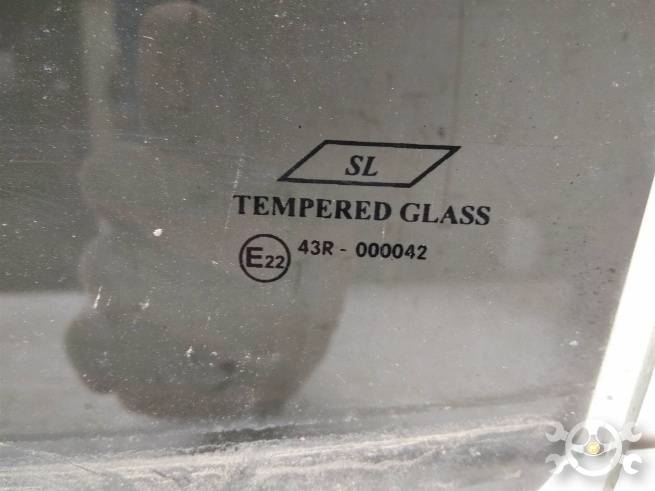 SL
TEMPERED GLASS
E22 43R - 000042